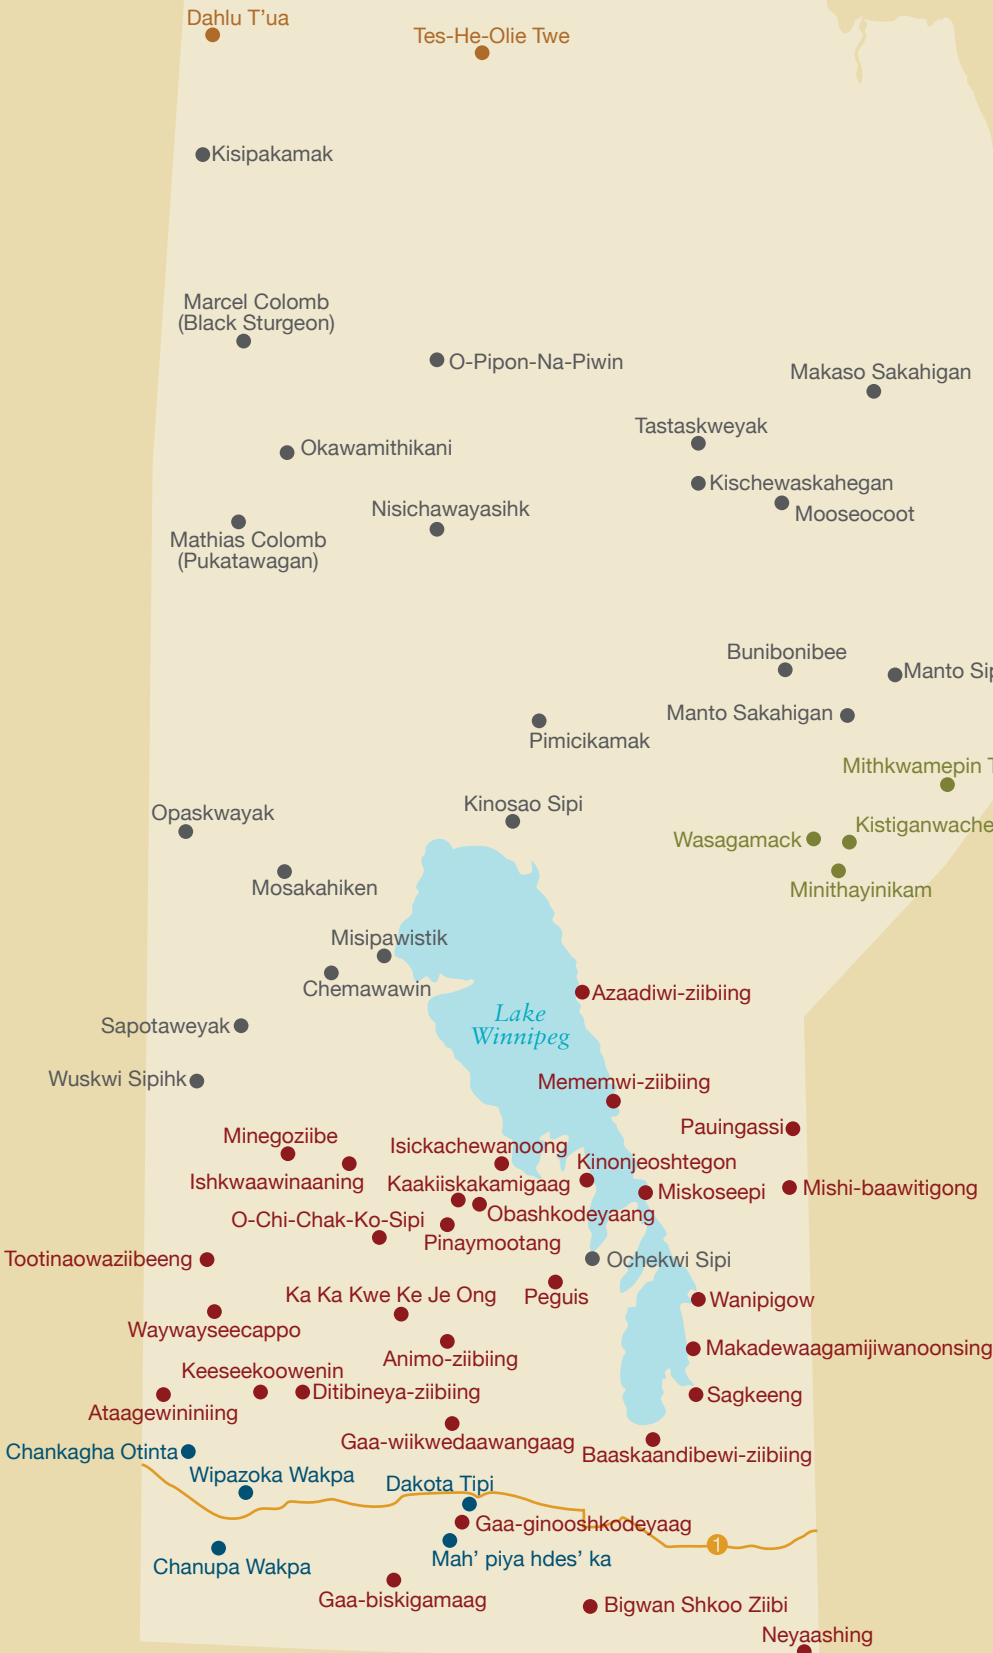 Dahlu T'ua
Tes-He-Olie Twe
Kisipakamak
Marcel Colomb
(Black Sturgeon)
O-Pipon-Na-Piwin
Makaso Sakahigan
Tastaskweyak
Okawamithikani
Kischewaskahegan
Nisichawayasihk
Mooseocoot
Mathias Colomb
(Pukatawagan)
Bunibonibee
Manto Sip
Manto Sakahigan
Pimicikamak
Mithkwamepin T
Kinosao Sipi
Opaskwayak
Kistiganwache
Wasagamack
Mosakahiken
Minithayinikam
Misipawistik
Chemawawin
Azaadiwi-ziibiing
Lake
Winnipeg
Sapotaweyak
Wuskwi Sipihk
Mememwi-ziibiing
Pauingassi
Minegoziibe
Isickachewanoong
Kinonjeoshtegon
Ishkwaawinaaning
Kaakiiskakamigaag
Miskoseepi
Mishi-baawitigong
Obashkodeyaang
O-Chi-Chak-Ko-Sipi
Pinaymootang
Tootinaowaziibeeng
Ochekwi Sipi
Ka Ka Kwe Ke Je Ong
Peguis
Wanipigow
Waywayseecappo
Makadewaagamijiwanoonsing
Animo-ziibiing
Keeseekoowenin
Ditibineya-ziibiing
Sagkeeng
Ataagewininiing
Gaa-wiikwedaawangaag
Chankagha Otinta
Baaskaandibewi-ziibiing
Wipazoka Wakpa
Dakota Tipi
Gaa-ginooshkodeyaag
1
Mah' piya hdes' ka
Chanupa Wakpa
Gaa-biskigamaag
Bigwan Shkoo Ziibi
Neyaashing